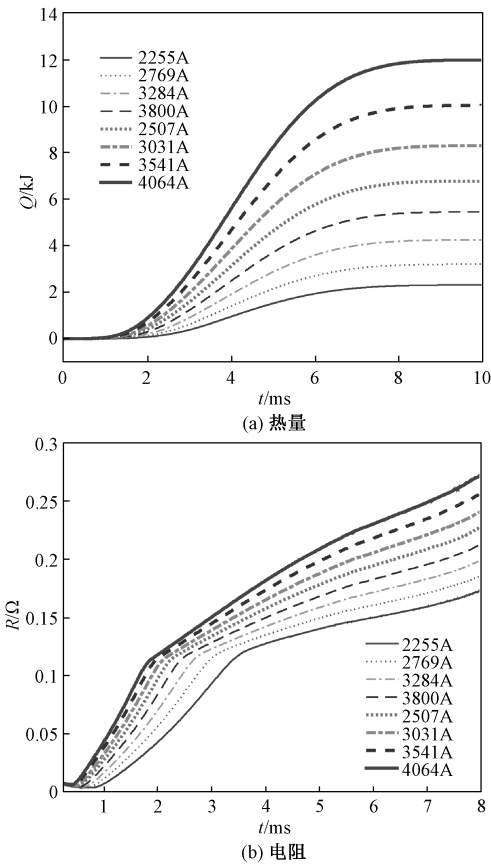 14
12
10
8
6
4
2
0
Q/kJ
2255A
2769A
3284A
3800A
2507A
3031A
3541A
4064A
0 2 4 6 8 10
t/ms
(a) 热量
0.3
0.25
0.2
0.15
0.1
0.05
0
R/Ω
2255A
2769A
3284A
3800A
2507A
3031A
3541A
4064A
1 2 3 4 5 6 7 8
t/ms
(b) 电阻